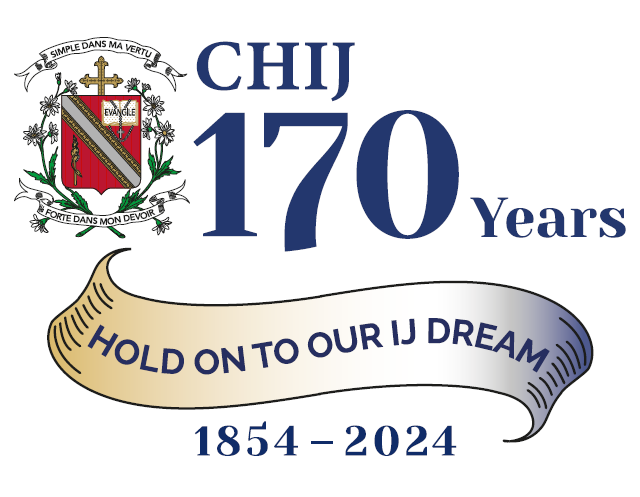 SIMPLE DANS MA VERTU
EVANGILE
FORTE DANS MON DEVOIR
CHIJ
170 Years
HOLD ON TO OUR IJ DREAM
1854 – 2024